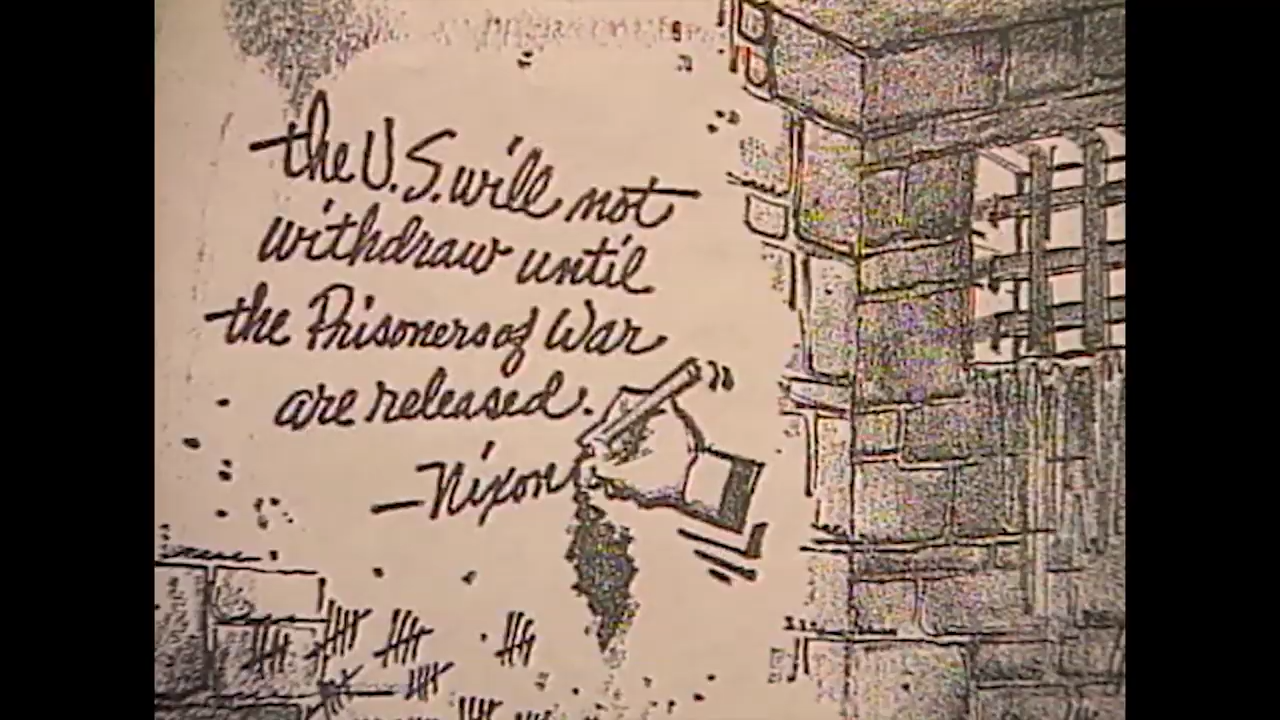 the U.S. will not
withdraw until
the Prisoners of War
are released.
—Nixon